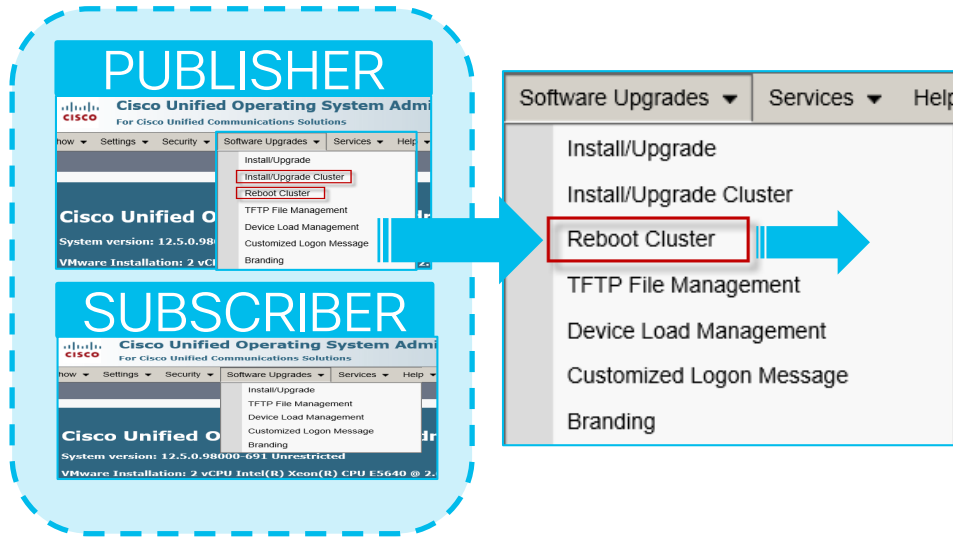 PUBLISHER
cisco
Cisco Unified Operating System Admi
For Cisco Unified Communications Solutions
how Settings Security Software Upgrades Services Help
Install/Upgrade
Install/Upgrade Cluster
Reboot Cluster
TFTP File Management
Device Load Management
Customized Logon Message
Branding
Cisco Unified O
System version: 12.5.0.98
VMware Installation: 2 vC
SUBSCRIBER
cisco
Cisco Unified Operating System Admi
For Cisco Unified Communications Solutions
how Settings Security Software Upgrades Services Help
Install/Upgrade
TFTP File Management
Device Load Management
Customized Logon Message
Branding
Cisco Unified O
System version: 12.5.0.98000-691 Unrestricted
VMware Installation: 2 vCPU Intel(R) Xeon(R) CPU E5640 @ 2.
Software Upgrades Services Help
Install/Upgrade
Install/Upgrade Cluster
Reboot Cluster
TFTP File Management
Device Load Management
Customized Logon Message
Branding